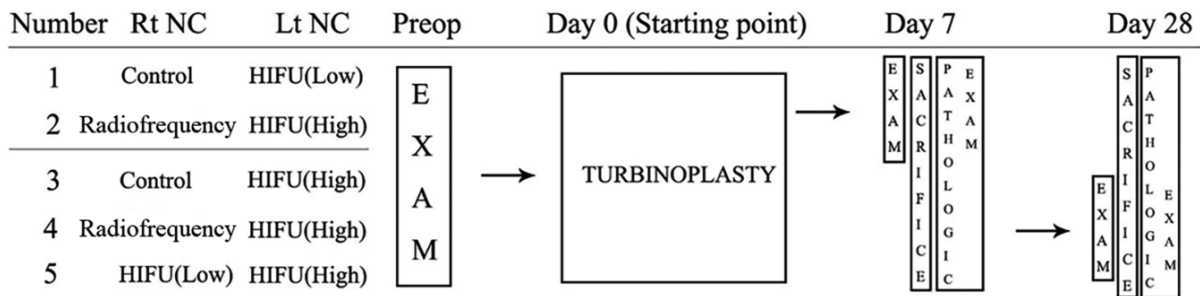 Number Rt NC Lt NC Preop Day 0 (Starting point) Day 7 Day 28
1 Control HIFU(Low)
2 Radiofrequency HIFU(High)
3 Control HIFU(High)
4 Radiofrequency HIFU(High)
5 HIFU(Low) HIFU(High)
EXAM
TURBINOPLASTY
EXAM
SACRIFICE
PATHOLOGIC
EXAM
EXAM
SACRIFICE
PATHOLOGIC
EXAM